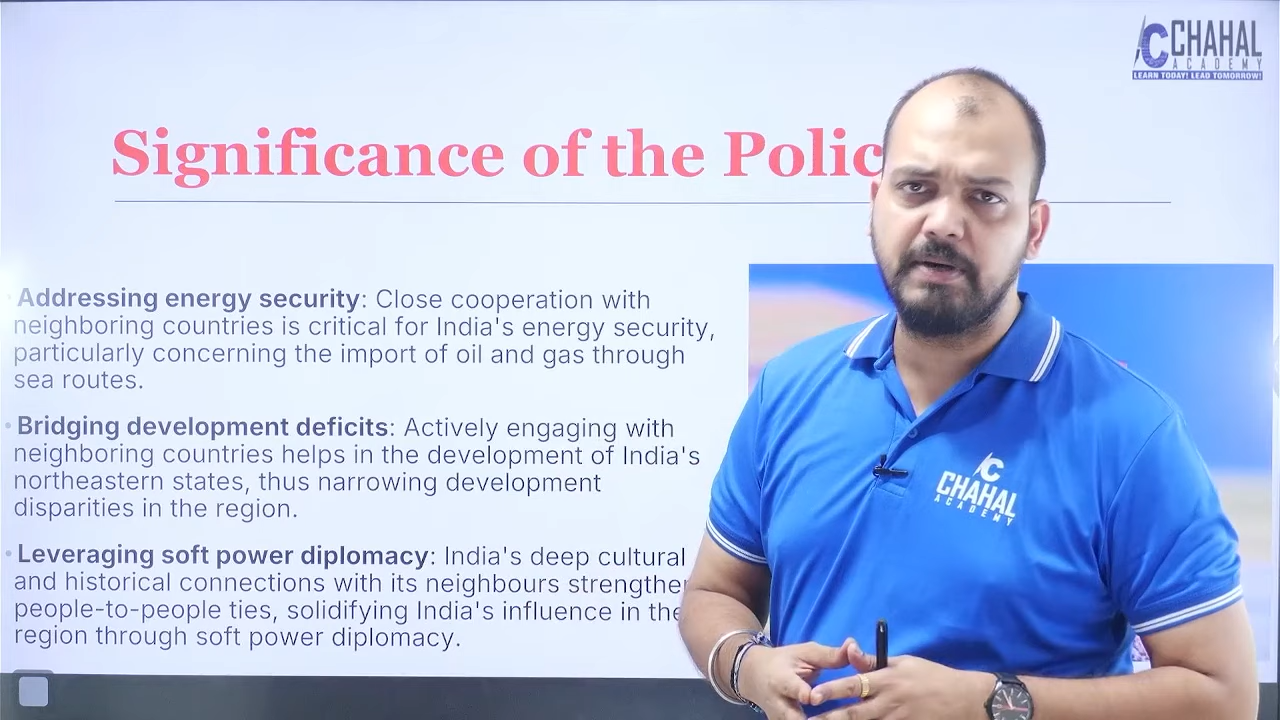 CHAHAL
ACADEMY
LEARN TODAY! LEAD TOMORROW!
Significance of the Polic
• Addressing energy security: Close cooperation with
neighboring countries is critical for India's energy security,
particularly concerning the import of oil and gas through
sea routes.
• Bridging development deficits: Actively engaging with
neighboring countries helps in the development of India's
northeastern states, thus narrowing development
disparities in the region.
• Leveraging soft power diplomacy: India's deep cultural
and historical connections with its neighbours strengthen
people-to-people ties, solidifying India's influence in the
region through soft power diplomacy.
CHAHAL
ACADEMY